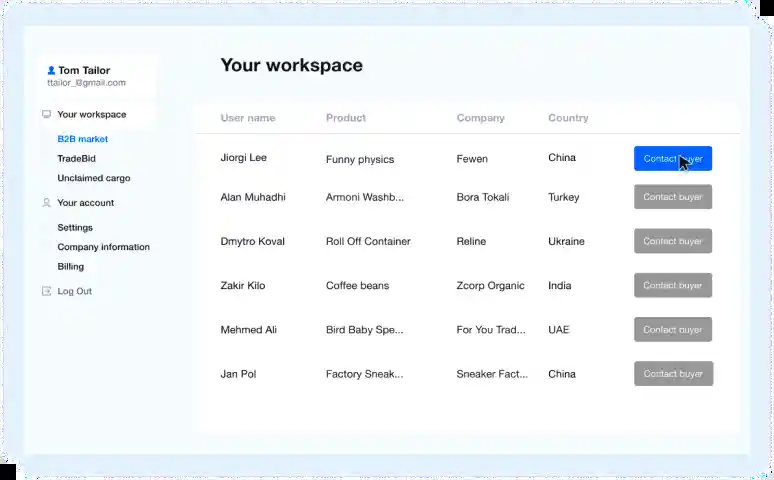 Tom Tailor
ttailor_@gmail.com
Your workspace
B2B market
TradeBid
Unclaimed cargo
Your account
Settings
Company information
Billing
Log Out
Your workspace
User name Product Company Country
Jiorgi Lee Funny physics Fewen China Contact buyer
Alan Muhadhi Armoni Washb... Bora Tokali Turkey Contact buyer
Dmytro Koval Roll Off Container Reline Ukraine Contact buyer
Zakir Kilo Coffee beans Zcorp Organic India Contact buyer
Mehmed Ali Bird Baby Spe... For You Trad... UAE Contact buyer
Jan Pol Factory Sneak... Sneaker Fact... China Contact buyer